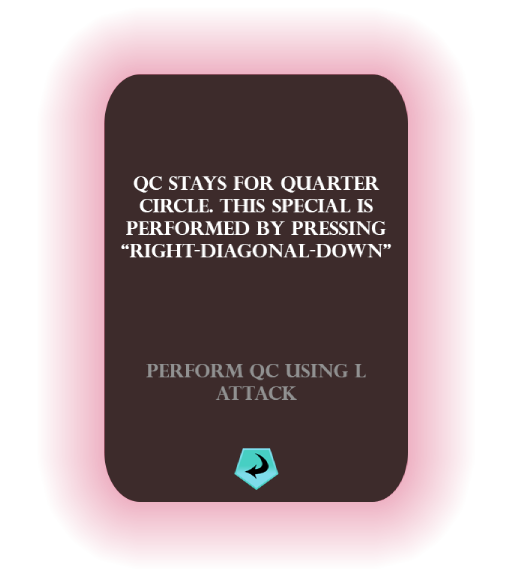 QC STAYS FOR QUARTER
CIRCLE. THIS SPECIAL IS
PERFORMED BY PRESSING
“RIGHT-DIAGONAL-DOWN”
PERFORM QC USING L
ATTACK